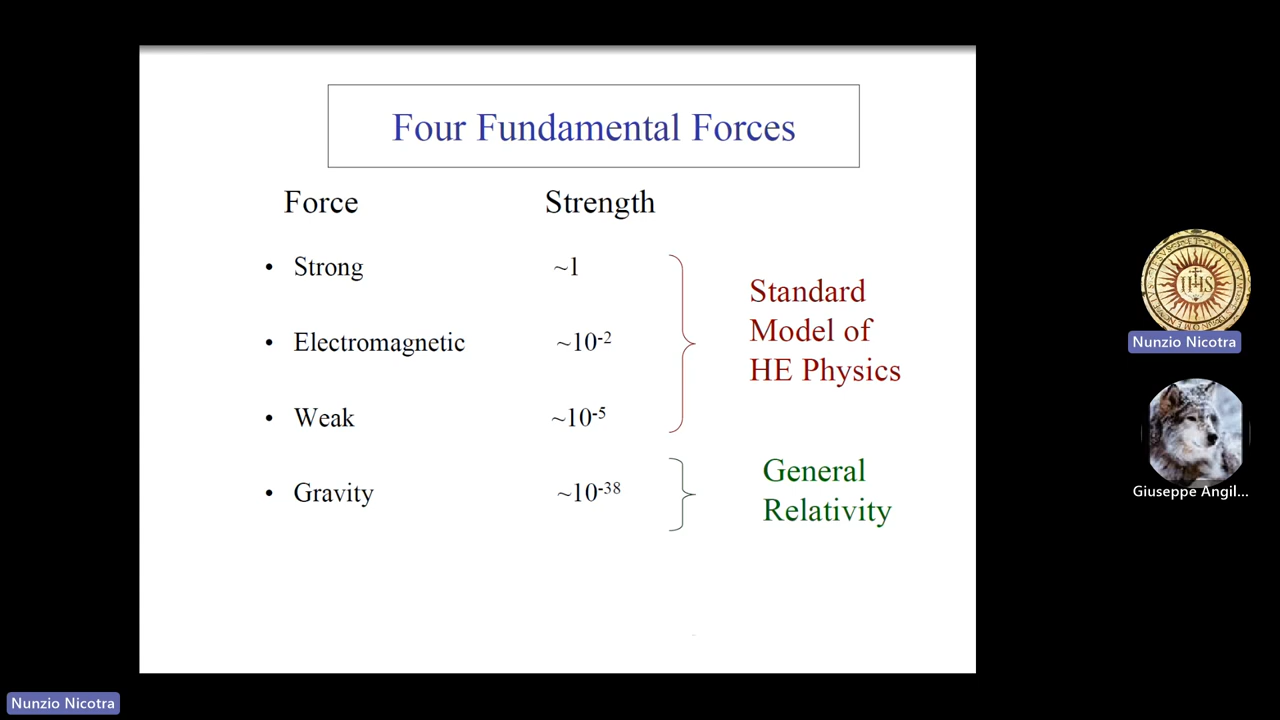 Four Fundamental Forces
Force Strength
• Strong ~1
• Electromagnetic ~10⁻²
• Weak ~10⁻⁵
• Gravity ~10⁻³⁸
Standard
Model of
HE Physics
General
Relativity
IHS
Nunzio Nicotra
Giuseppe Angil...
Nunzio Nicotra